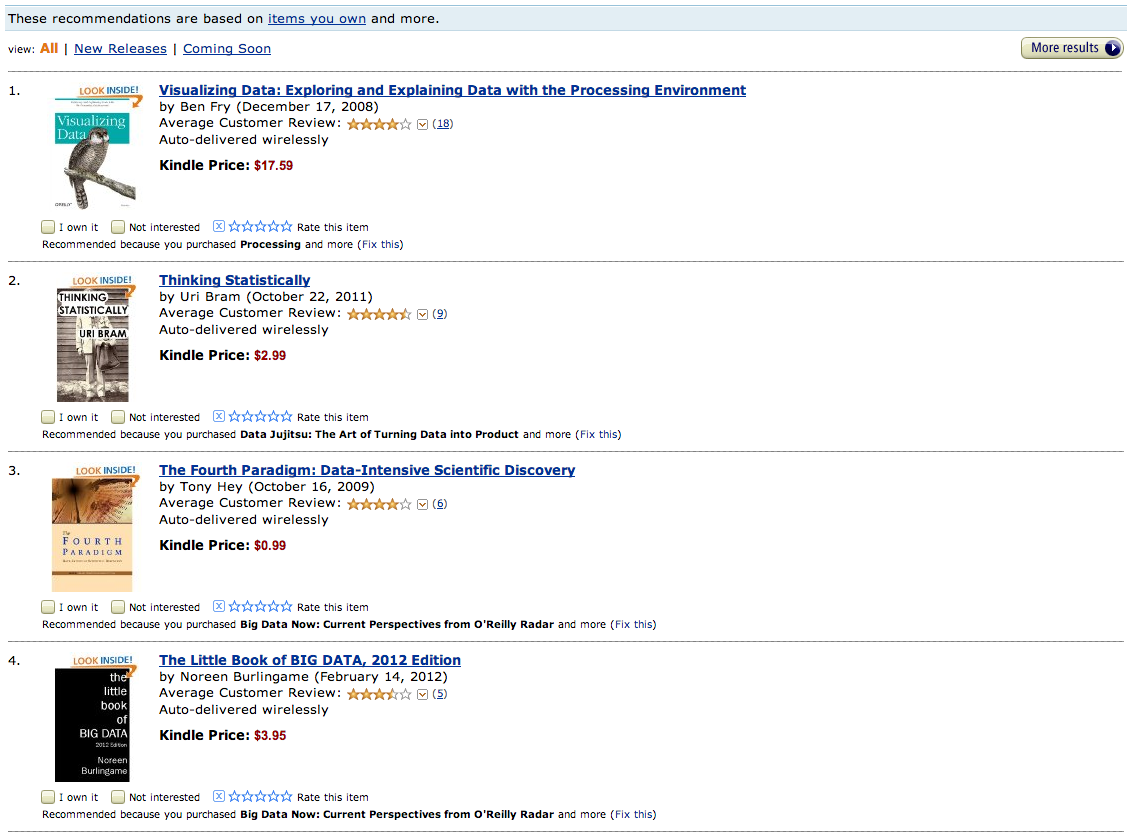 These recommendations are based on items you own and more.
view: All | New Releases | Coming Soon
More results
1.
LOOK INSIDE!
Visualizing
Data
O'REILLY
Visualizing Data: Exploring and Explaining Data with the Processing Environment
by Ben Fry (December 17, 2008)
Average Customer Review: (18)
Auto-delivered wirelessly
Kindle Price: $17.59
I own it Not interested x Rate this item
Recommended because you purchased Processing and more (Fix this)
2.
LOOK INSIDE!
THINKING
STATISTICALLY
URI BRAM
Thinking Statistically
by Uri Bram (October 22, 2011)
Average Customer Review: (9)
Auto-delivered wirelessly
Kindle Price: $2.99
I own it Not interested x Rate this item
Recommended because you purchased Data Jujitsu: The Art of Turning Data into Product and more (Fix this)
3.
LOOK INSIDE!
The
FOURTH
PARADIGM
The Fourth Paradigm: Data-Intensive Scientific Discovery
by Tony Hey (October 16, 2009)
Average Customer Review: (6)
Auto-delivered wirelessly
Kindle Price: $0.99
I own it Not interested x Rate this item
Recommended because you purchased Big Data Now: Current Perspectives from O'Reilly Radar and more (Fix this)
4.
LOOK INSIDE!
the
little
book
of
BIG DATA
2012 Edition
Noreen
Burlingame
The Little Book of BIG DATA, 2012 Edition
by Noreen Burlingame (February 14, 2012)
Average Customer Review: (5)
Auto-delivered wirelessly
Kindle Price: $3.95
I own it Not interested x Rate this item
Recommended because you purchased Big Data Now: Current Perspectives from O'Reilly Radar and more (Fix this)